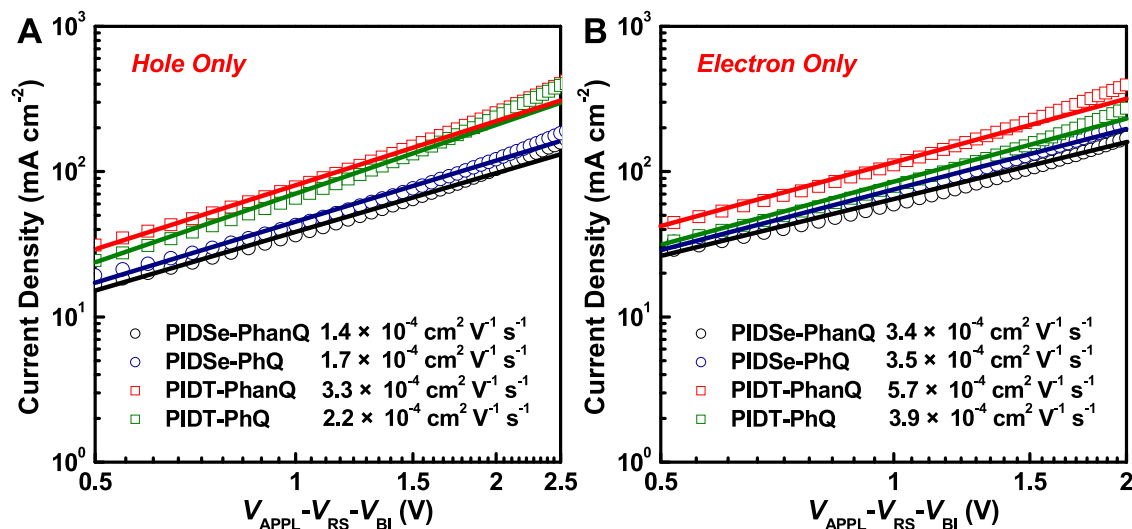 A
Hole Only
Current Density (mA cm⁻²)
10³
10²
10¹
10⁰
PIDSe-PhanQ 1.4 × 10⁻⁴ cm² V⁻¹ s⁻¹
PIDSe-PhQ 1.7 × 10⁻⁴ cm² V⁻¹ s⁻¹
PIDT-PhanQ 3.3 × 10⁻⁴ cm² V⁻¹ s⁻¹
PIDT-PhQ 2.2 × 10⁻⁴ cm² V⁻¹ s⁻¹
0.5 1 1.5 2 2.5
V_APPL-V_RS-V_BI (V)
B
Electron Only
Current Density (mA cm⁻²)
10³
10²
10¹
10⁰
PIDSe-PhanQ 3.4 × 10⁻⁴ cm² V⁻¹ s⁻¹
PIDSe-PhQ 3.5 × 10⁻⁴ cm² V⁻¹ s⁻¹
PIDT-PhanQ 5.7 × 10⁻⁴ cm² V⁻¹ s⁻¹
PIDT-PhQ 3.9 × 10⁻⁴ cm² V⁻¹ s⁻¹
0.5 1 1.5 2
V_APPL-V_RS-V_BI (V)